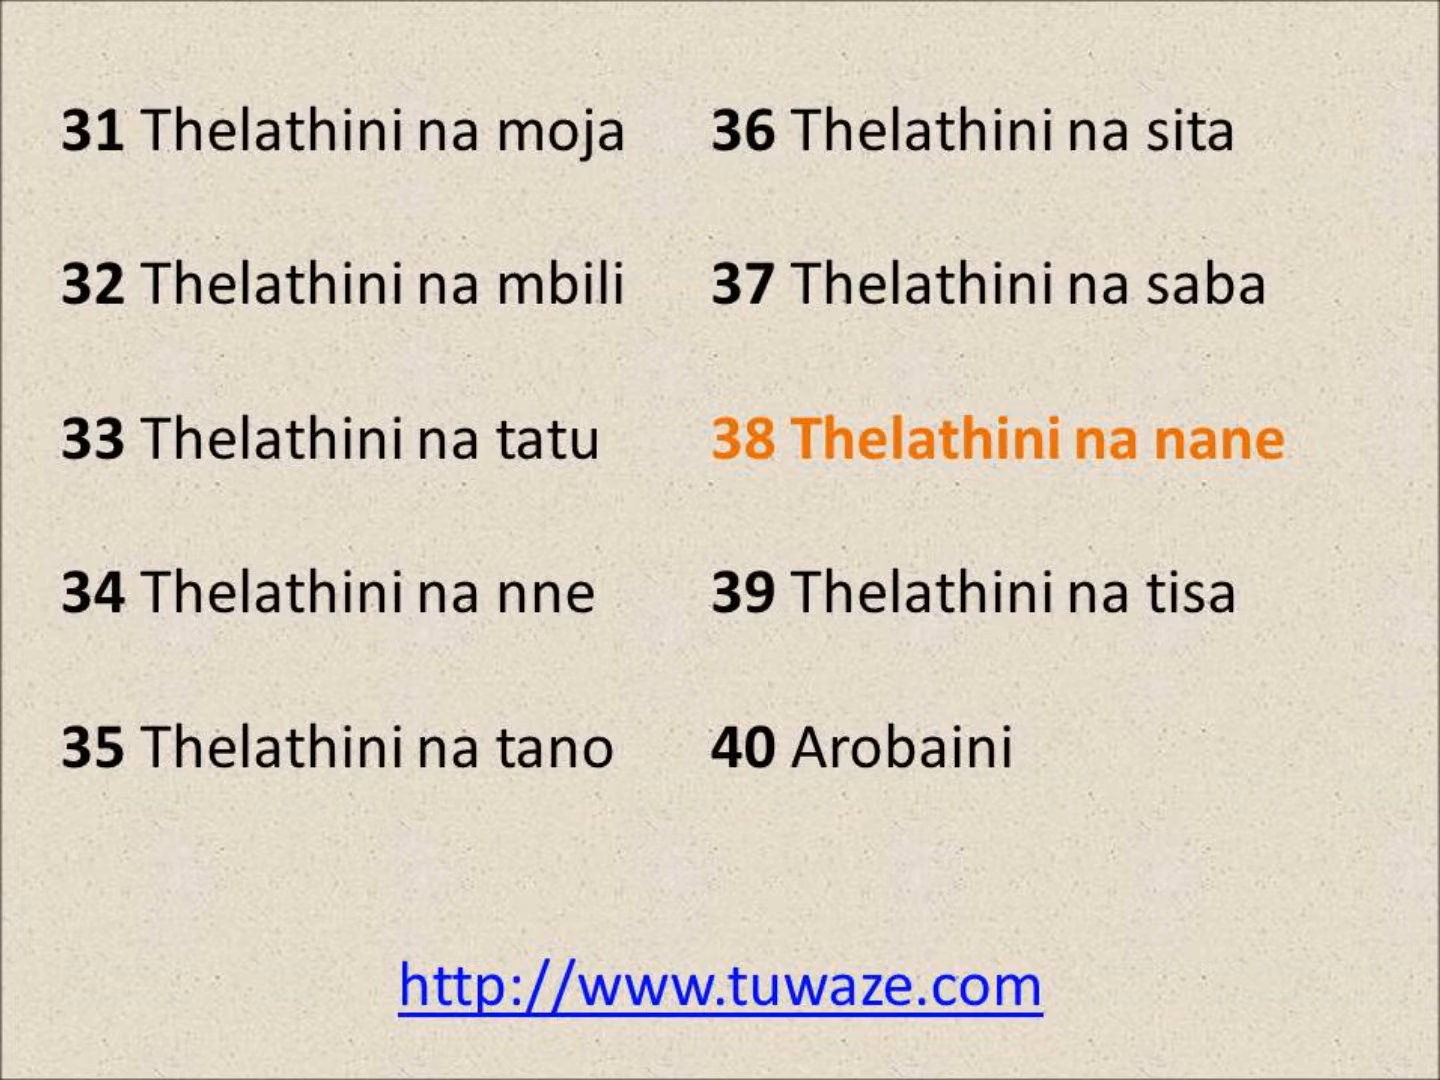 31 Thelathini na moja
32 Thelathini na mbili
33 Thelathini na tatu
34 Thelathini na nne
35 Thelathini na tano
36 Thelathini na sita
37 Thelathini na saba
38 Thelathini na nane
39 Thelathini na tisa
40 Arobaini
http://www.tuwaze.com